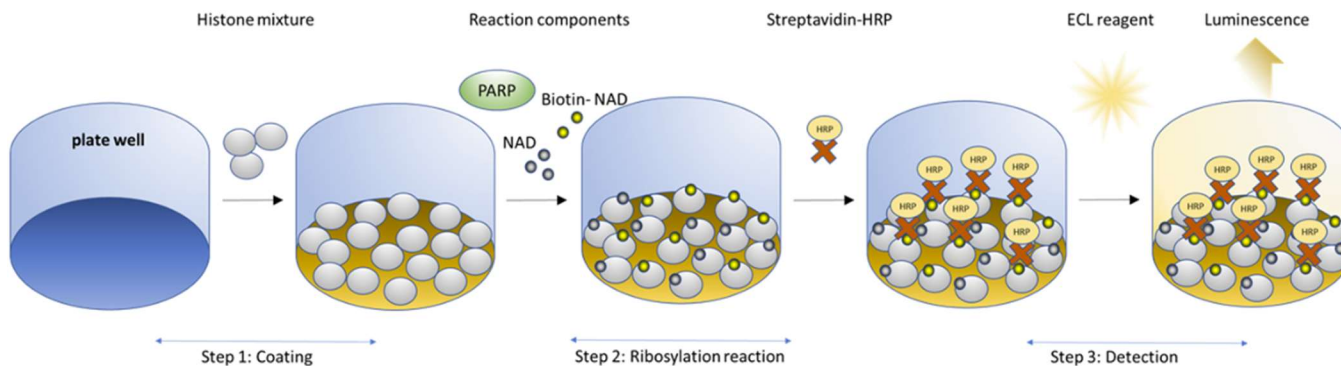 Histone mixture
Reaction components
Streptavidin-HRP
ECL reagent
Luminescence
PARP
Biotin- NAD
NAD
plate well
HRP
HRP
HRP
HRP
HRP
HRP
HRP
HRP
HRP
HRP
HRP
HRP
HRP
Step 1: Coating
Step 2: Ribosylation reaction
Step 3: Detection